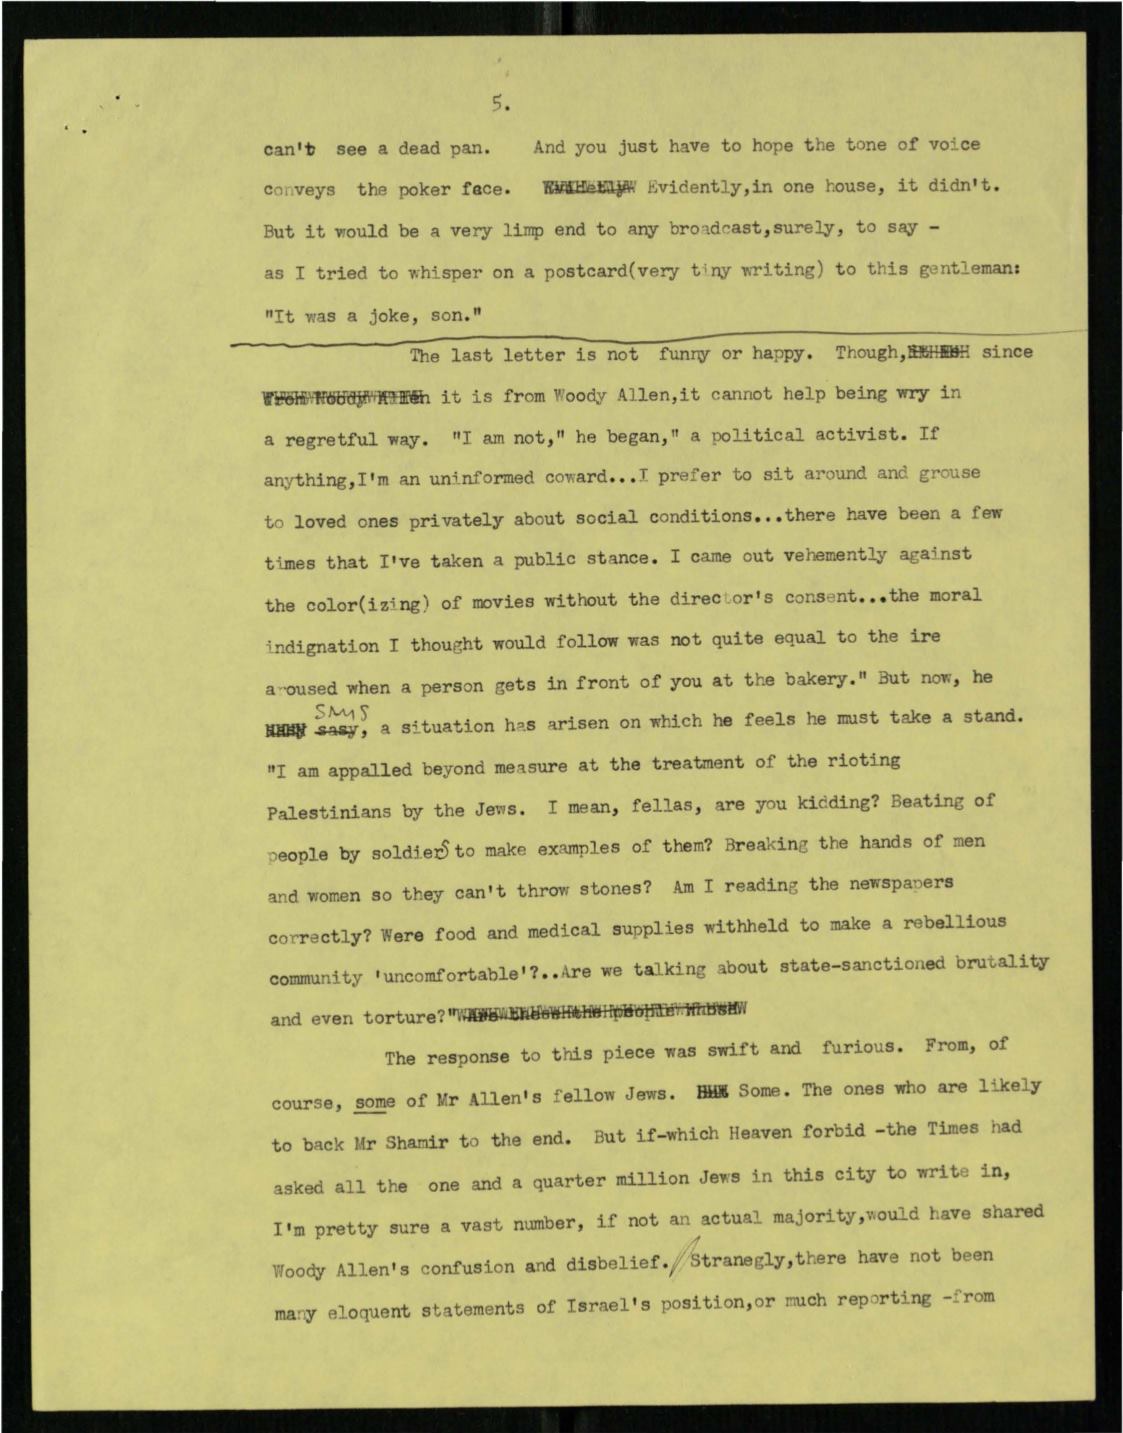 5.
can't see a dead pan. And you just have to hope the tone of voice
conveys the poker face. Evidently,in one house, it didn't.
But it would be a very limp end to any broadcast,surely, to say -
as I tried to whisper on a postcard(very tiny writing) to this gentleman:
"It was a joke, son."
The last letter is not funny or happy. Though, since
from Woody Allen it is from Woody Allen,it cannot help being wry in
a regretful way. "I am not," he began," a political activist. If
anything,I'm an uninformed coward...I prefer to sit around and grouse
to loved ones privately about social conditions...there have been a few
times that I've taken a public stance. I came out vehemently against
the color(izing) of movies without the director's consent...the moral
indignation I thought would follow was not quite equal to the ire
aroused when a person gets in front of you at the bakery." But now, he
says
sasy, a situation has arisen on which he feels he must take a stand.
"I am appalled beyond measure at the treatment of the rioting
Palestinians by the Jews. I mean, fellas, are you kidding? Beating of
people by soldiers to make examples of them? Breaking the hands of men
and women so they can't throw stones? Am I reading the newspapers
correctly? Were food and medical supplies withheld to make a rebellious
community 'uncomfortable'?..Are we talking about state-sanctioned brutality
and even torture?" Are these the people whose
The response to this piece was swift and furious. From, of
course, some of Mr Allen's fellow Jews. Some. The ones who are likely
to back Mr Shamir to the end. But if-which Heaven forbid -the Times had
asked all the one and a quarter million Jews in this city to write in,
I'm pretty sure a vast number, if not an actual majority,would have shared
Woody Allen's confusion and disbelief. Stranegly,there have not been
many eloquent statements of Israel's position,or much reporting -from